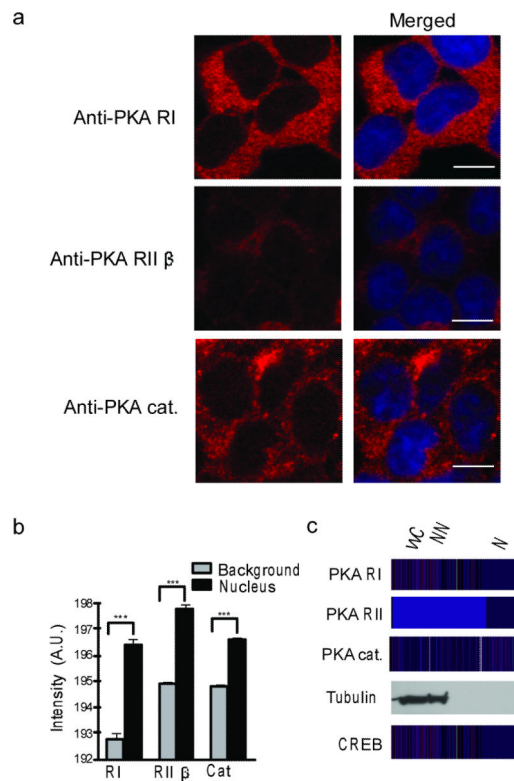 a
Merged
Anti-PKA RI
Anti-PKA RII β
Anti-PKA cat.
b
Background
Nucleus
***
***
***
Intensity (A.U.)
198
197
196
195
194
193
192
RI
RII β
Cat
c
WC
NN
N
PKA RI
PKA RII
PKA cat.
Tubulin
CREB